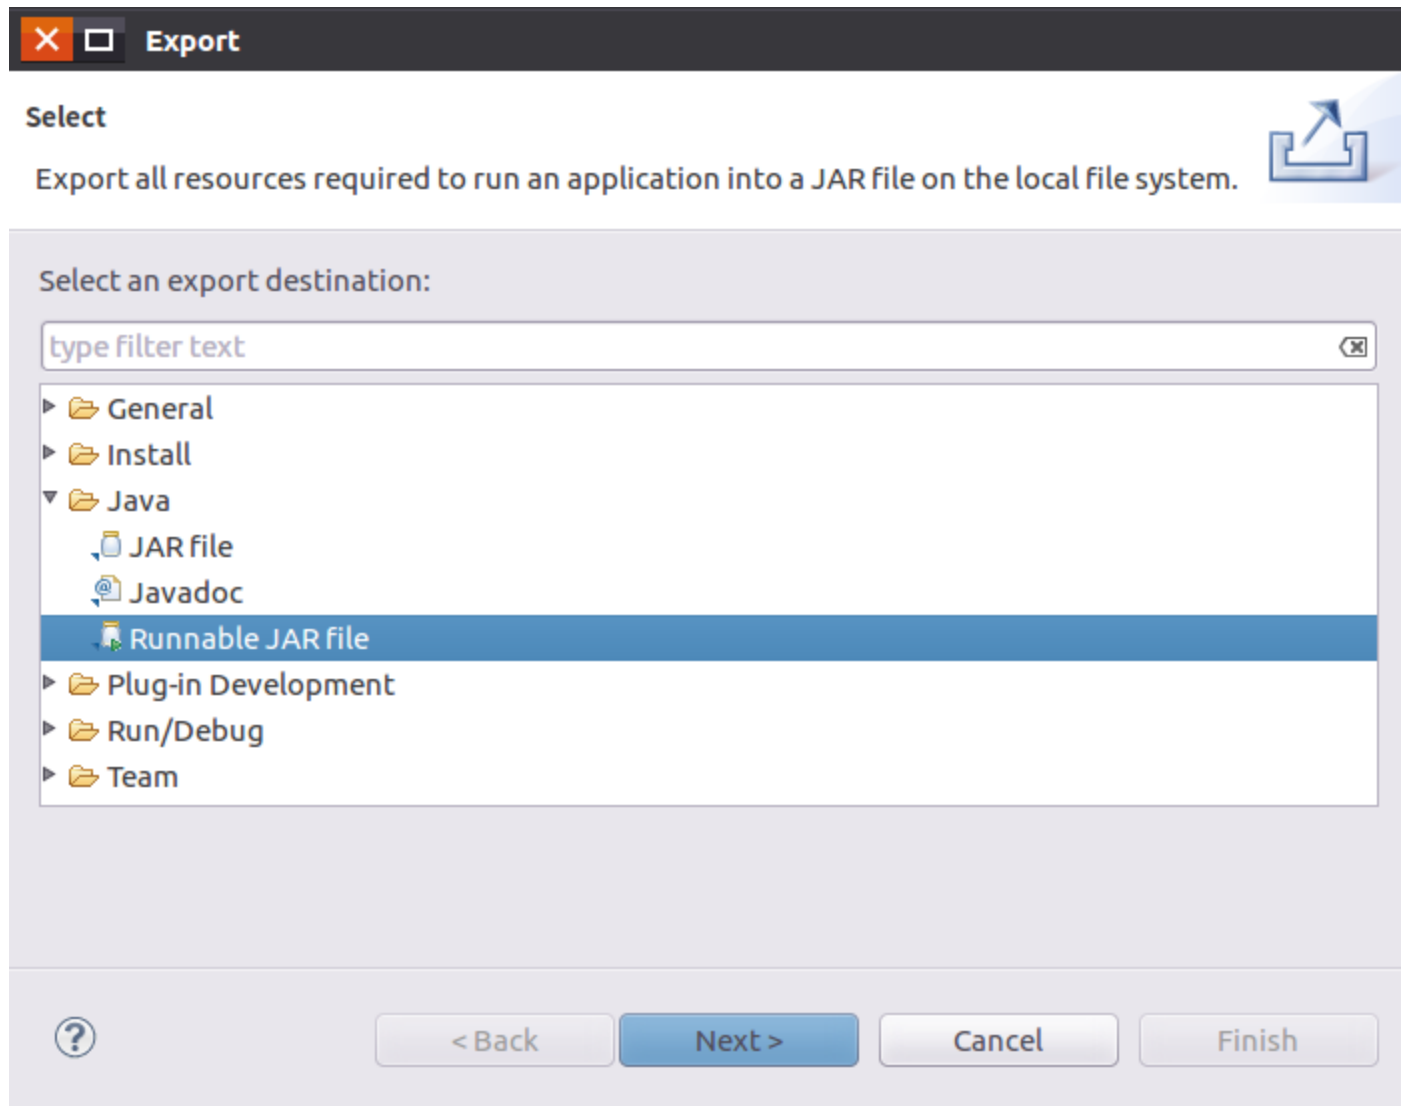 Export
Select
Export all resources required to run an application into a JAR file on the local file system.
Select an export destination:
type filter text
General
Install
Java
JAR file
Javadoc
Runnable JAR file
Plug-in Development
Run/Debug
Team
? < Back Next > Cancel Finish